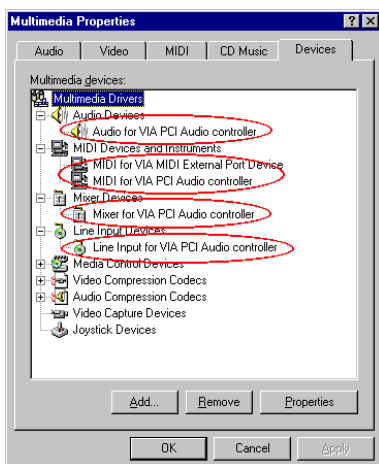 Multimedia Properties
Audio Video MIDI CD Music Devices
Multimedia devices:
Multimedia Drivers
Audio Devices
Audio for VIA PCI Audio controller
MIDI Devices and Instruments
MIDI for VIA MIDI External Port Device
MIDI for VIA PCI Audio controller
Mixer Devices
Mixer for VIA PCI Audio controller
Line Input Devices
Line Input for VIA PCI Audio controller
Media Control Devices
Video Compression Codecs
Audio Compression Codecs
Video Capture Devices
Joystick Devices
Add... Remove Properties
OK Cancel Apply